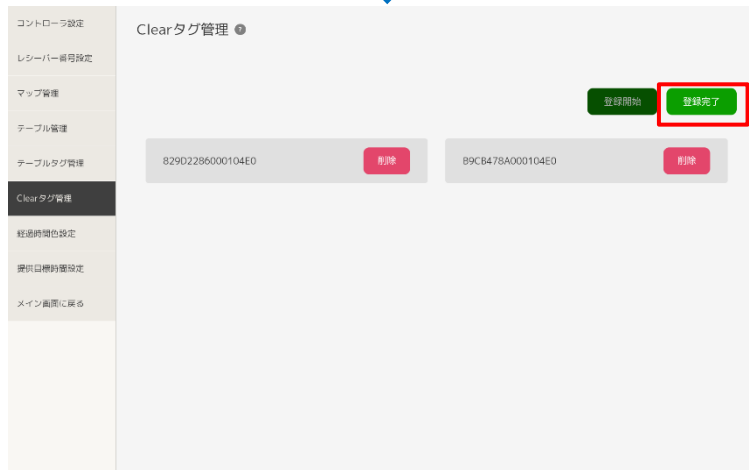 コントローラ設定
レシーバー番号設定
マップ管理
テーブル管理
テーブルタグ管理
Clearタグ管理
経過時間色設定
提供目標時間設定
メイン画面に戻る
Clearタグ管理 ?
登録開始 登録完了
829D2286000104E0 削除 B9CB478A000104E0 削除